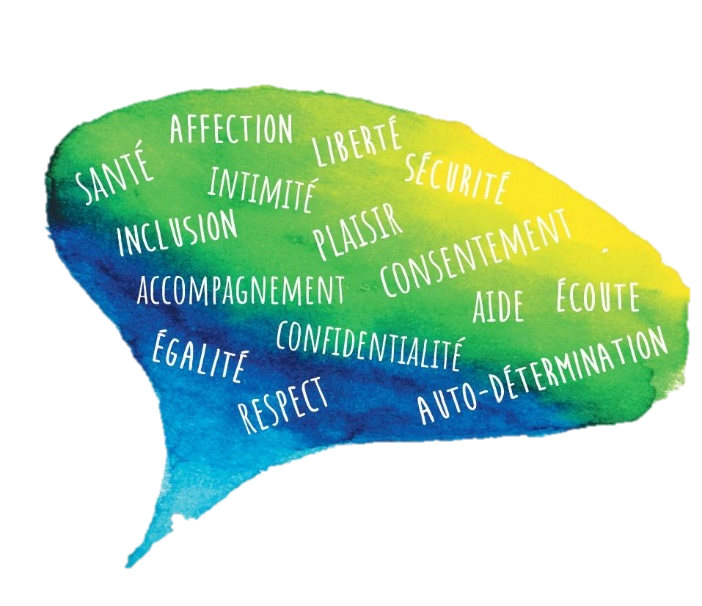 AFFECTION
LIBERTÉ
SANTÉ
INTIMITÉ
SÉCURITÉ
INCLUSION
PLAISIR
CONSENTEMENT
ACCOMPAGNEMENT
AIDE
ÉCOUTE
ÉGALITÉ
CONFIDENTIALITÉ
RESPECT
AUTO-DÉTERMINATION